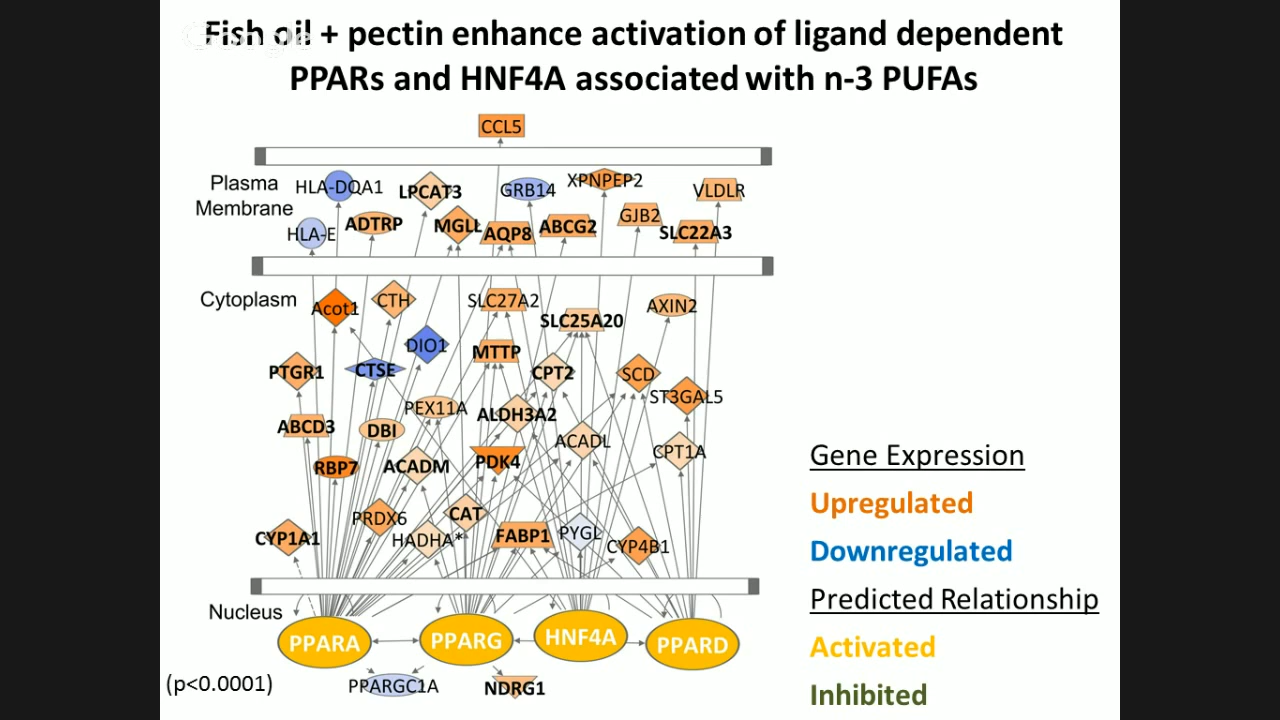 Google
Fish oil + pectin enhance activation of ligand dependent
PPARs and HNF4A associated with n-3 PUFAs
CCL5
Plasma
Membrane
HLA-DQA1
LPCAT3
GRB14
XPNPEP2
VLDLR
HLA-E
ADTRP
MGLL
AQP8
ABCG2
GJB2
SLC22A3
Cytoplasm
Acot1
CTH
SLC27A2
SLC25A20
AXIN2
DIO1
MTTP
PTGR1
CTSE
CPT2
SCD
ST3GAL5
PEX11A
ALDH3A2
ABCD3
DBI
ACADL
CPT1A
RBP7
ACADM
PDK4
PRDX6
CAT
CYP1A1
HADHA*
FABP1
PYGL
CYP4B1
Nucleus
PPARA
PPARG
HNF4A
PPARD
PPARGC1A
NDRG1
(p<0.0001)
Gene Expression
Upregulated
Downregulated
Predicted Relationship
Activated
Inhibited